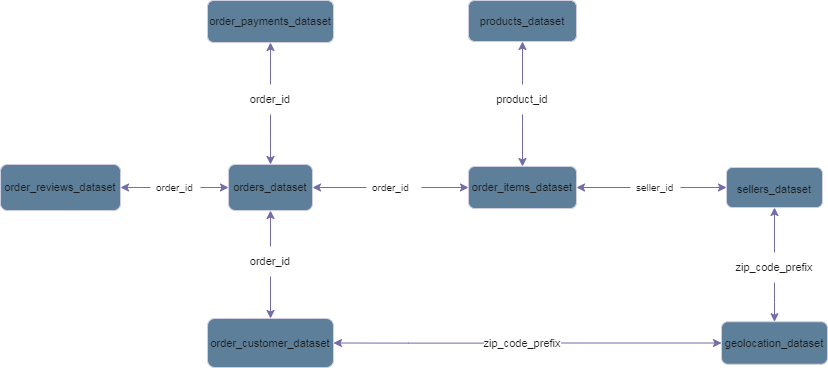 order_payments_dataset
products_dataset
order_id
product_id
order_reviews_dataset
order_id
orders_dataset
order_id
order_items_dataset
seller_id
sellers_dataset
order_id
zip_code_prefix
order_customer_dataset
zip_code_prefix
geolocation_dataset